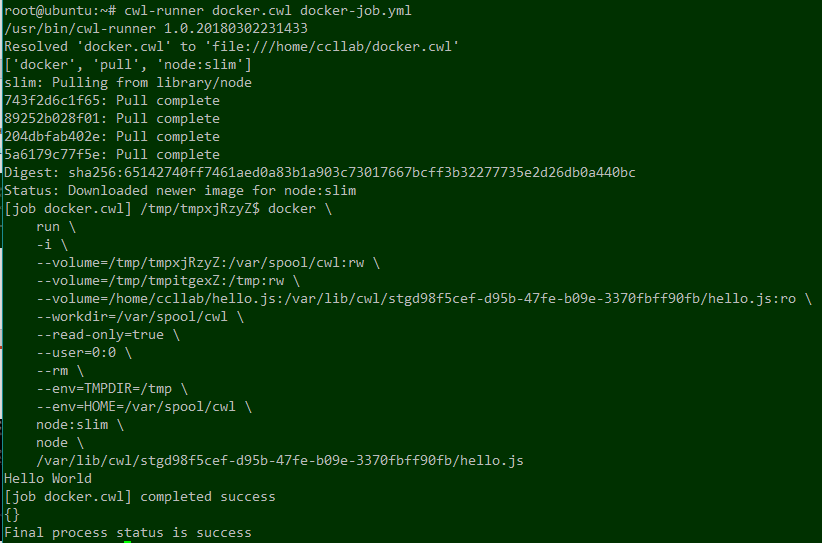 root@ubuntu:~# cwl-runner docker.cwl docker-job.yml
/usr/bin/cwl-runner 1.0.20180302231433
Resolved 'docker.cwl' to 'file:///home/ccllab/docker.cwl'
['docker', 'pull', 'node:slim']
slim: Pulling from library/node
743f2d6c1f65: Pull complete
89252b028f01: Pull complete
204dbfab402e: Pull complete
5a6179c77f5e: Pull complete
Digest: sha256:65142740ff7461aed0a83b1a903c73017667bcff3b32277735e2d26db0a440bc
Status: Downloaded newer image for node:slim
[job docker.cwl] /tmp/tmpxjRzyZ$ docker \
    run \
    -i \
    --volume=/tmp/tmpxjRzyZ:/var/spool/cwl:rw \
    --volume=/tmp/tmpitgexZ:/tmp:rw \
    --volume=/home/ccllab/hello.js:/var/lib/cwl/stgd98f5cef-d95b-47fe-b09e-3370fbff90fb/hello.js:ro \
    --workdir=/var/spool/cwl \
    --read-only=true \
    --user=0:0 \
    --rm \
    --env=TMPDIR=/tmp \
    --env=HOME=/var/spool/cwl \
    node:slim \
    node \
    /var/lib/cwl/stgd98f5cef-d95b-47fe-b09e-3370fbff90fb/hello.js
Hello World
[job docker.cwl] completed success
{}
Final process status is success